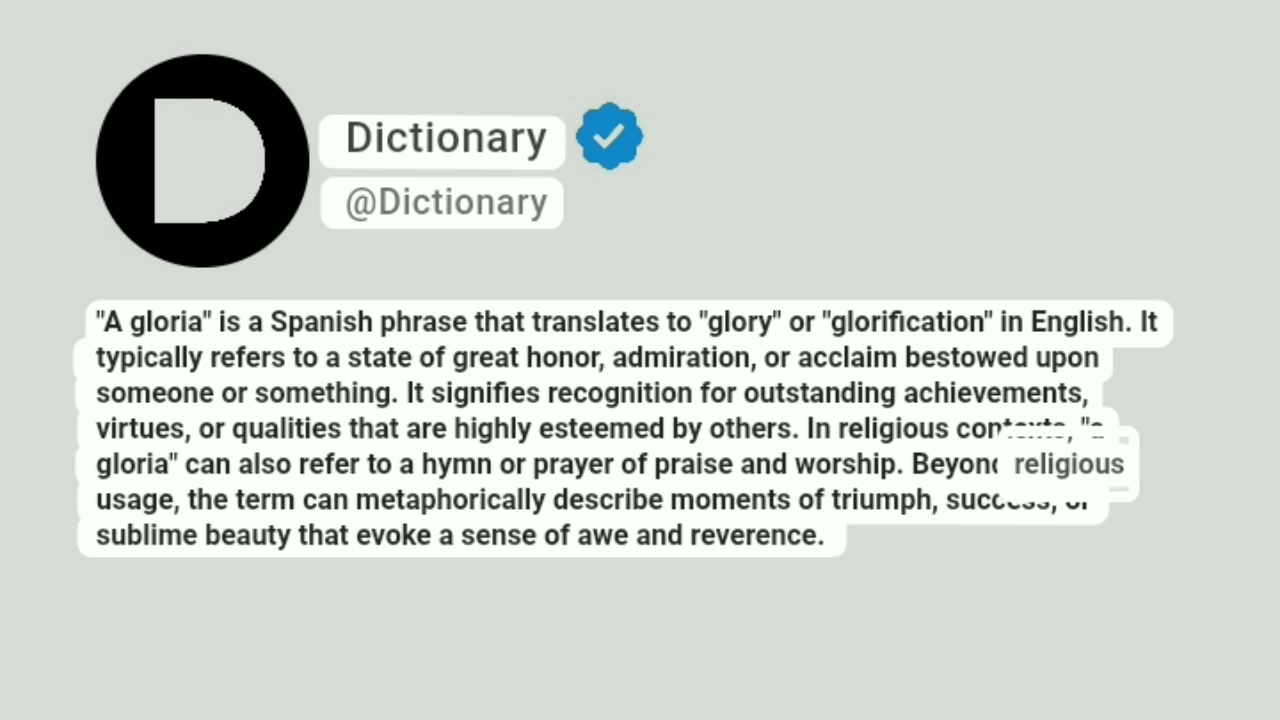 D
Dictionary
@Dictionary
"A gloria" is a Spanish phrase that translates to "glory" or "glorification" in English. It
typically refers to a state of great honor, admiration, or acclaim bestowed upon
someone or something. It signifies recognition for outstanding achievements,
virtues, or qualities that are highly esteemed by others. In religious contexts, "a
gloria" can also refer to a hymn or prayer of praise and worship. Beyond religious
usage, the term can metaphorically describe moments of triumph, success, or
sublime beauty that evoke a sense of awe and reverence.